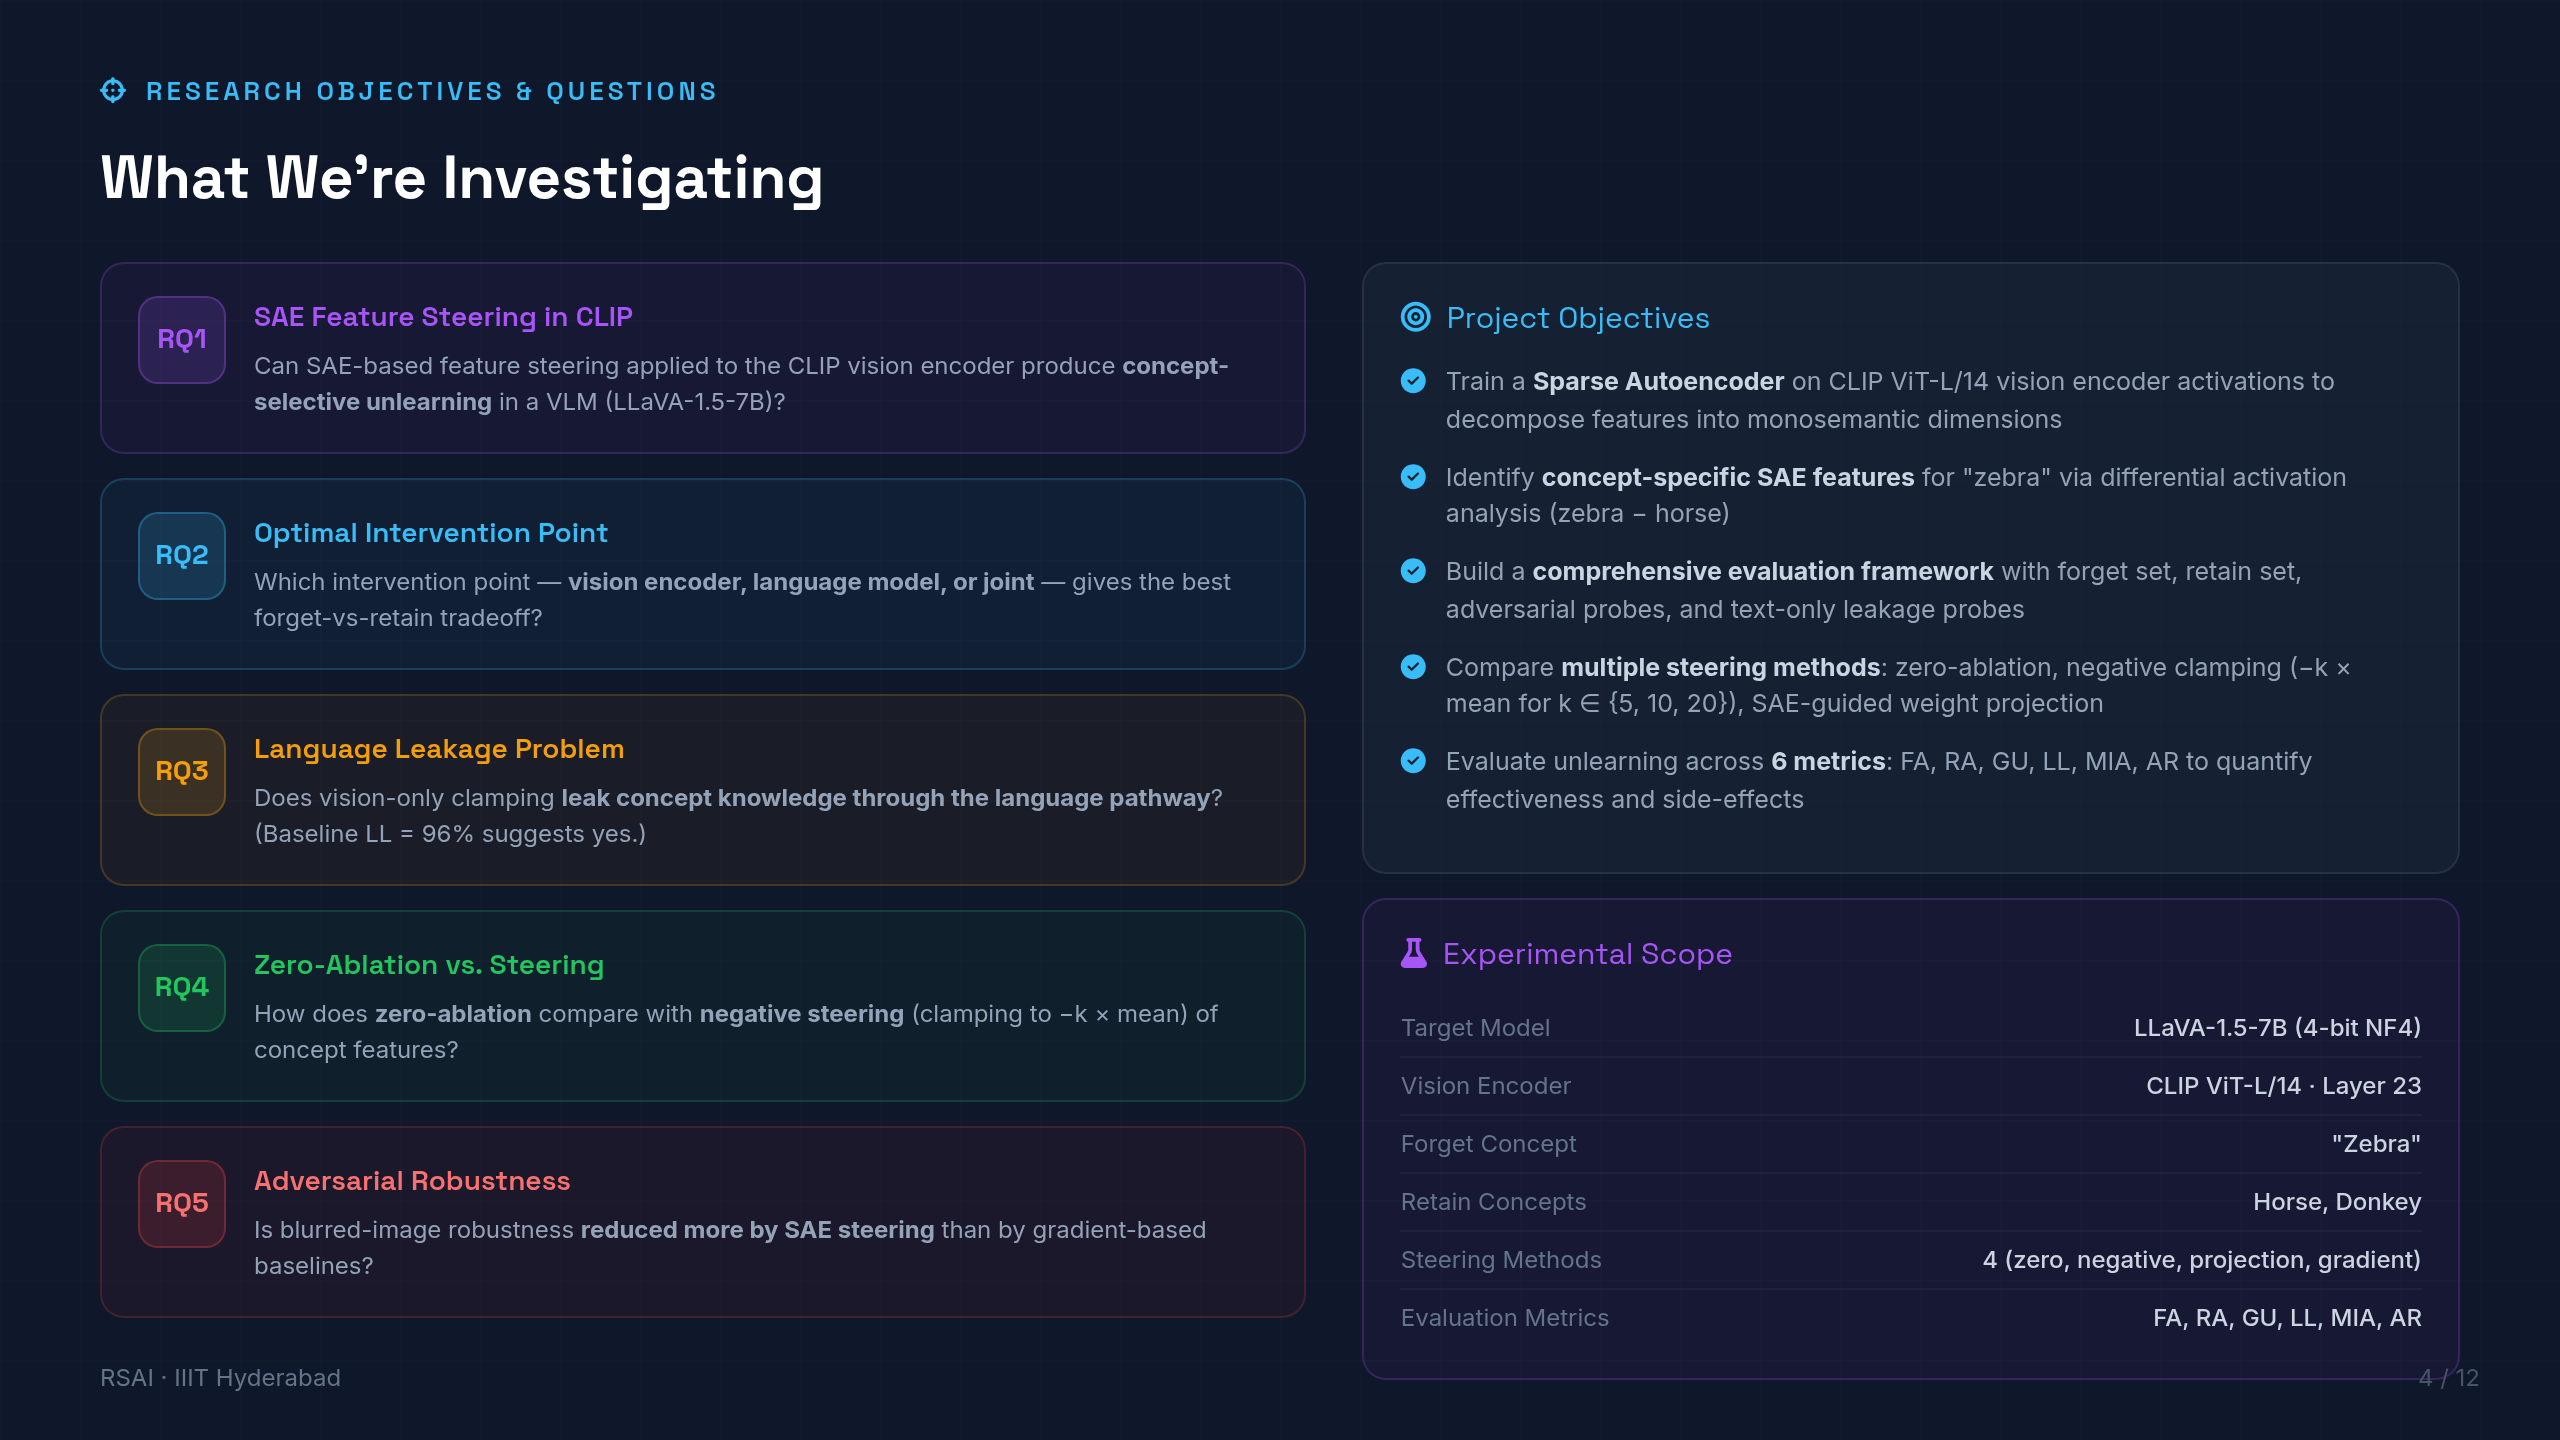 RESEARCH OBJECTIVES & QUESTIONS
What We’re Investigating
RQ1
SAE Feature Steering in CLIP
Can SAE-based feature steering applied to the CLIP vision encoder produce concept-
selective unlearning in a VLM (LLaVA-1.5-7B)?
RQ2
Optimal Intervention Point
Which intervention point — vision encoder, language model, or joint — gives the best
forget-vs-retain tradeoff?
RQ3
Language Leakage Problem
Does vision-only clamping leak concept knowledge through the language pathway?
(Baseline LL = 96% suggests yes.)
RQ4
Zero-Ablation vs. Steering
How does zero-ablation compare with negative steering (clamping to −k × mean) of
concept features?
RQ5
Adversarial Robustness
Is blurred-image robustness reduced more by SAE steering than by gradient-based
baselines?
Project Objectives
Train a Sparse Autoencoder on CLIP ViT-L/14 vision encoder activations to
decompose features into monosemantic dimensions
Identify concept-specific SAE features for "zebra" via differential activation
analysis (zebra − horse)
Build a comprehensive evaluation framework with forget set, retain set,
adversarial probes, and text-only leakage probes
Compare multiple steering methods: zero-ablation, negative clamping (−k ×
mean for k ∈ {5, 10, 20}), SAE-guided weight projection
Evaluate unlearning across 6 metrics: FA, RA, GU, LL, MIA, AR to quantify
effectiveness and side-effects
Experimental Scope
Target Model LLaVA-1.5-7B (4-bit NF4)
Vision Encoder CLIP ViT-L/14 · Layer 23
Forget Concept "Zebra"
Retain Concepts Horse, Donkey
Steering Methods 4 (zero, negative, projection, gradient)
Evaluation Metrics FA, RA, GU, LL, MIA, AR
RSAI · IIIT Hyderabad
4 / 12